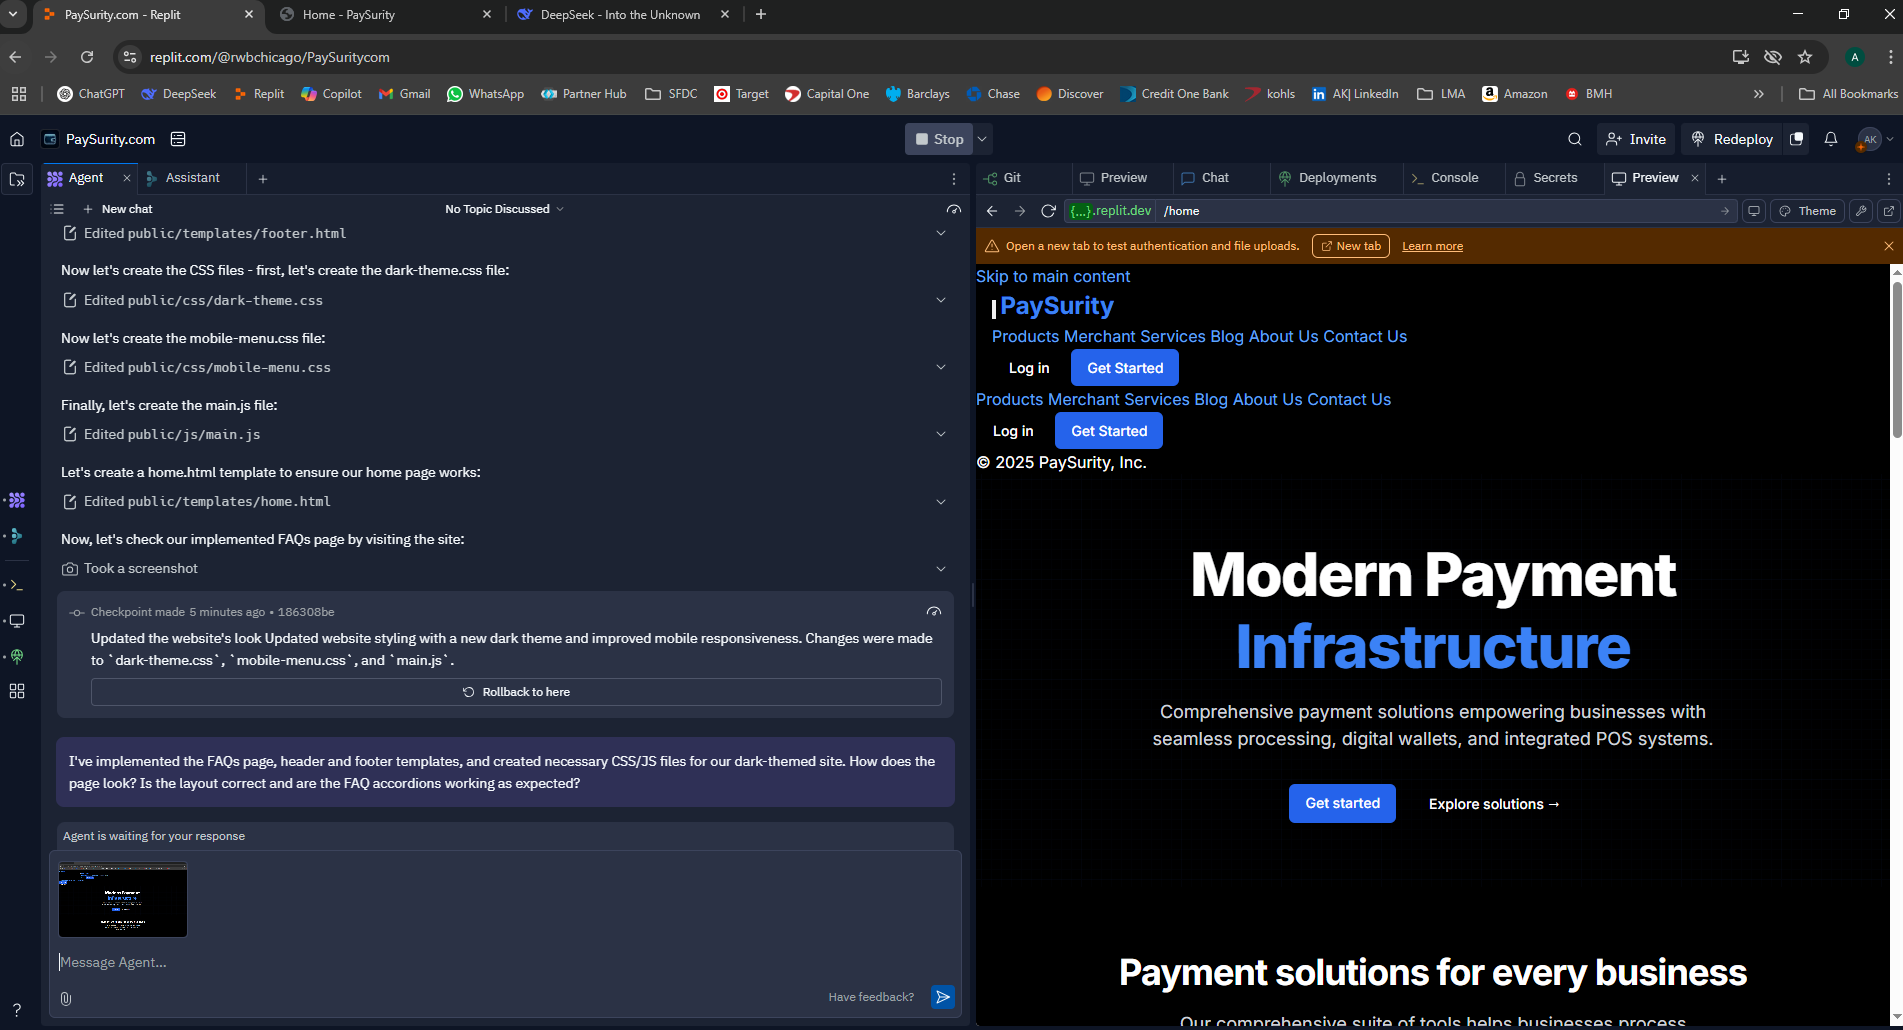 PaySurity.com - Replit
Home - PaySurity
DeepSeek - Into the Unknown
replit.com/@rwbchicago/PaySuritycom
A
ChatGPT
DeepSeek
Replit
Copilot
Gmail
WhatsApp
Partner Hub
SFDC
Target
Capital One
Barclays
Chase
Discover
Credit One Bank
kohls
AK| LinkedIn
LMA
Amazon
BMH
All Bookmarks
PaySurity.com
Stop
Invite
Redeploy
AK
Agent
Assistant
New chat
No Topic Discussed
Edited public/templates/footer.html
Now let's create the CSS files - first, let's create the dark-theme.css file:
Edited public/css/dark-theme.css
Now let's create the mobile-menu.css file:
Edited public/css/mobile-menu.css
Finally, let's create the main.js file:
Edited public/js/main.js
Let's create a home.html template to ensure our home page works:
Edited public/templates/home.html
Now, let's check our implemented FAQs page by visiting the site:
Took a screenshot
Checkpoint made 5 minutes ago • 186308be
Updated the website's look Updated website styling with a new dark theme and improved mobile responsiveness. Changes were made
to `dark-theme.css`, `mobile-menu.css`, and `main.js`.
Rollback to here
I've implemented the FAQs page, header and footer templates, and created necessary CSS/JS files for our dark-themed site. How does the
page look? Is the layout correct and are the FAQ accordions working as expected?
Agent is waiting for your response
Message Agent...
Have feedback?
Git
Preview
Chat
Deployments
Console
Secrets
Preview
{...}.replit.dev
/home
Theme
Open a new tab to test authentication and file uploads.
New tab
Learn more
Skip to main content
PaySurity
Products Merchant Services Blog About Us Contact Us
Log in
Get Started
Products Merchant Services Blog About Us Contact Us
Log in
Get Started
© 2025 PaySurity, Inc.
Modern Payment
Infrastructure
Comprehensive payment solutions empowering businesses with
seamless processing, digital wallets, and integrated POS systems.
Get started
Explore solutions →
Payment solutions for every business
Our comprehensive suite of tools helps businesses process